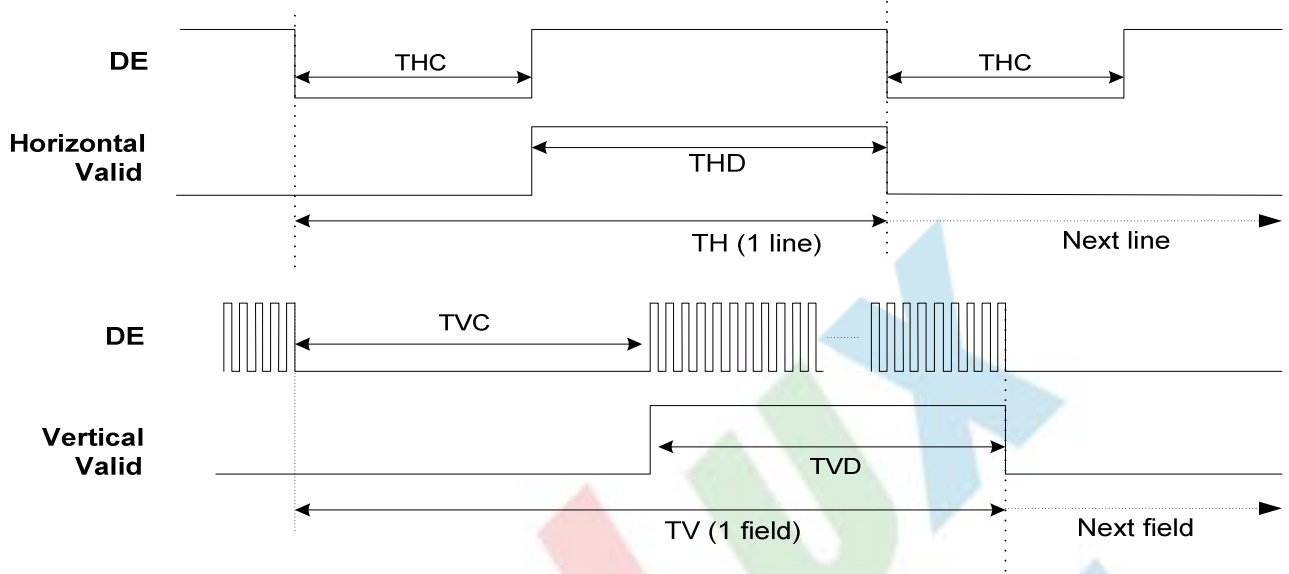 DE
THC
THC
Horizontal
Valid
THD
TH (1 line)
Next line
DE
TVC
Vertical
Valid
TVD
TV (1 field)
Next field